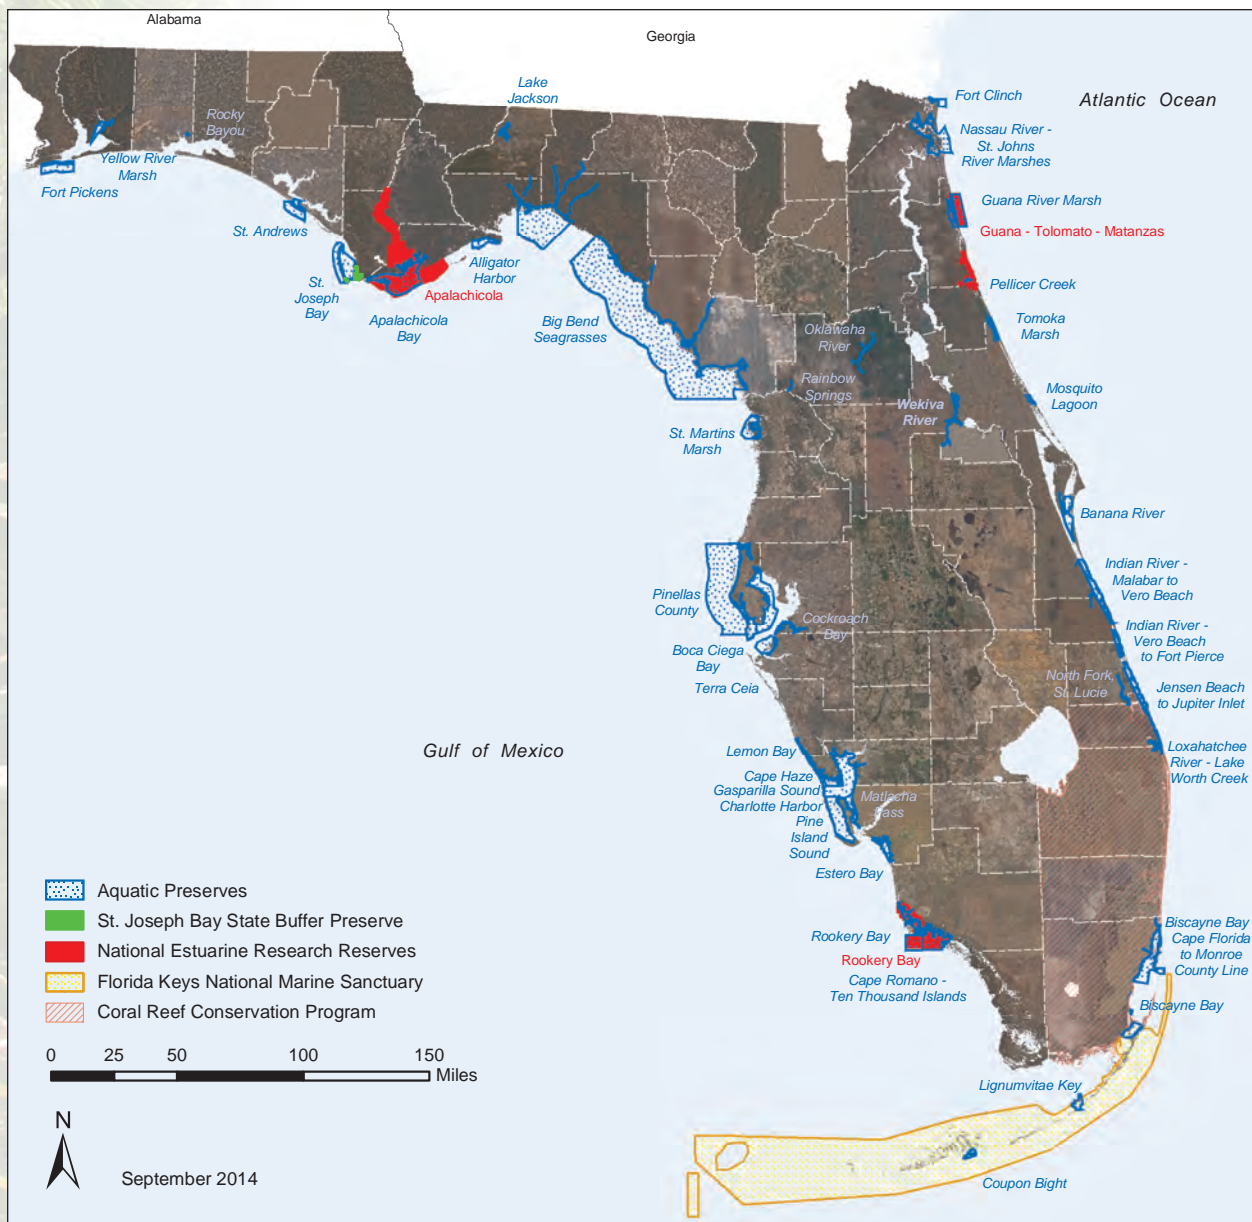 Alabama
Georgia
Atlantic Ocean
Gulf of Mexico
Lake
Jackson
Rocky
Bayou
Yellow River
Marsh
Fort Pickens
St. Andrews
St.
Joseph
Bay
Apalachicola
Apalachicola
Bay
Alligator
Harbor
Big Bend
Seagrasses
Fort Clinch
Nassau River -
St. Johns
River Marshes
Guana River Marsh
Guana - Tolomato - Matanzas
Pellicer Creek
Tomoka
Marsh
Oklawaha
River
Rainbow
Springs
Wekiva
River
Mosquito
Lagoon
St. Martins
Marsh
Banana River
Indian River -
Malabar to
Vero Beach
Indian River -
Vero Beach
to Fort Pierce
North Fork,
St. Lucie
Jensen Beach
to Jupiter Inlet
Loxahatchee
River - Lake
Worth Creek
Pinellas
County
Cockroach
Bay
Boca Ciega
Bay
Terra Ceia
Lemon Bay
Cape Haze
Gasparilla Sound
Charlotte Harbor
Pine
Island
Sound
Matlacha
Pass
Estero Bay
Rookery Bay
Rookery Bay
Cape Romano -
Ten Thousand Islands
Biscayne Bay
Cape Florida
to Monroe
County Line
Biscayne Bay
Lignumvitae Key
Coupon Bight
Aquatic Preserves
St. Joseph Bay State Buffer Preserve
National Estuarine Research Reserves
Florida Keys National Marine Sanctuary
Coral Reef Conservation Program
0 25 50 100 150
Miles
N
September 2014